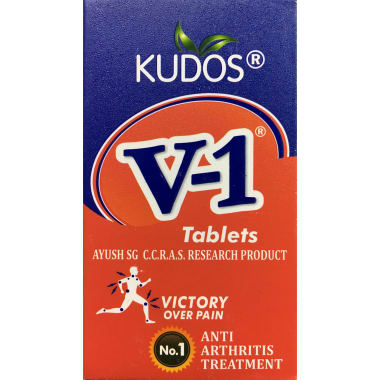 KUDOS®
V-1®
Tablets
AYUSH SG C.C.R.A.S. RESEARCH PRODUCT
VICTORY
OVER PAIN
No.1
ANTI
ARTHRITIS
TREATMENT